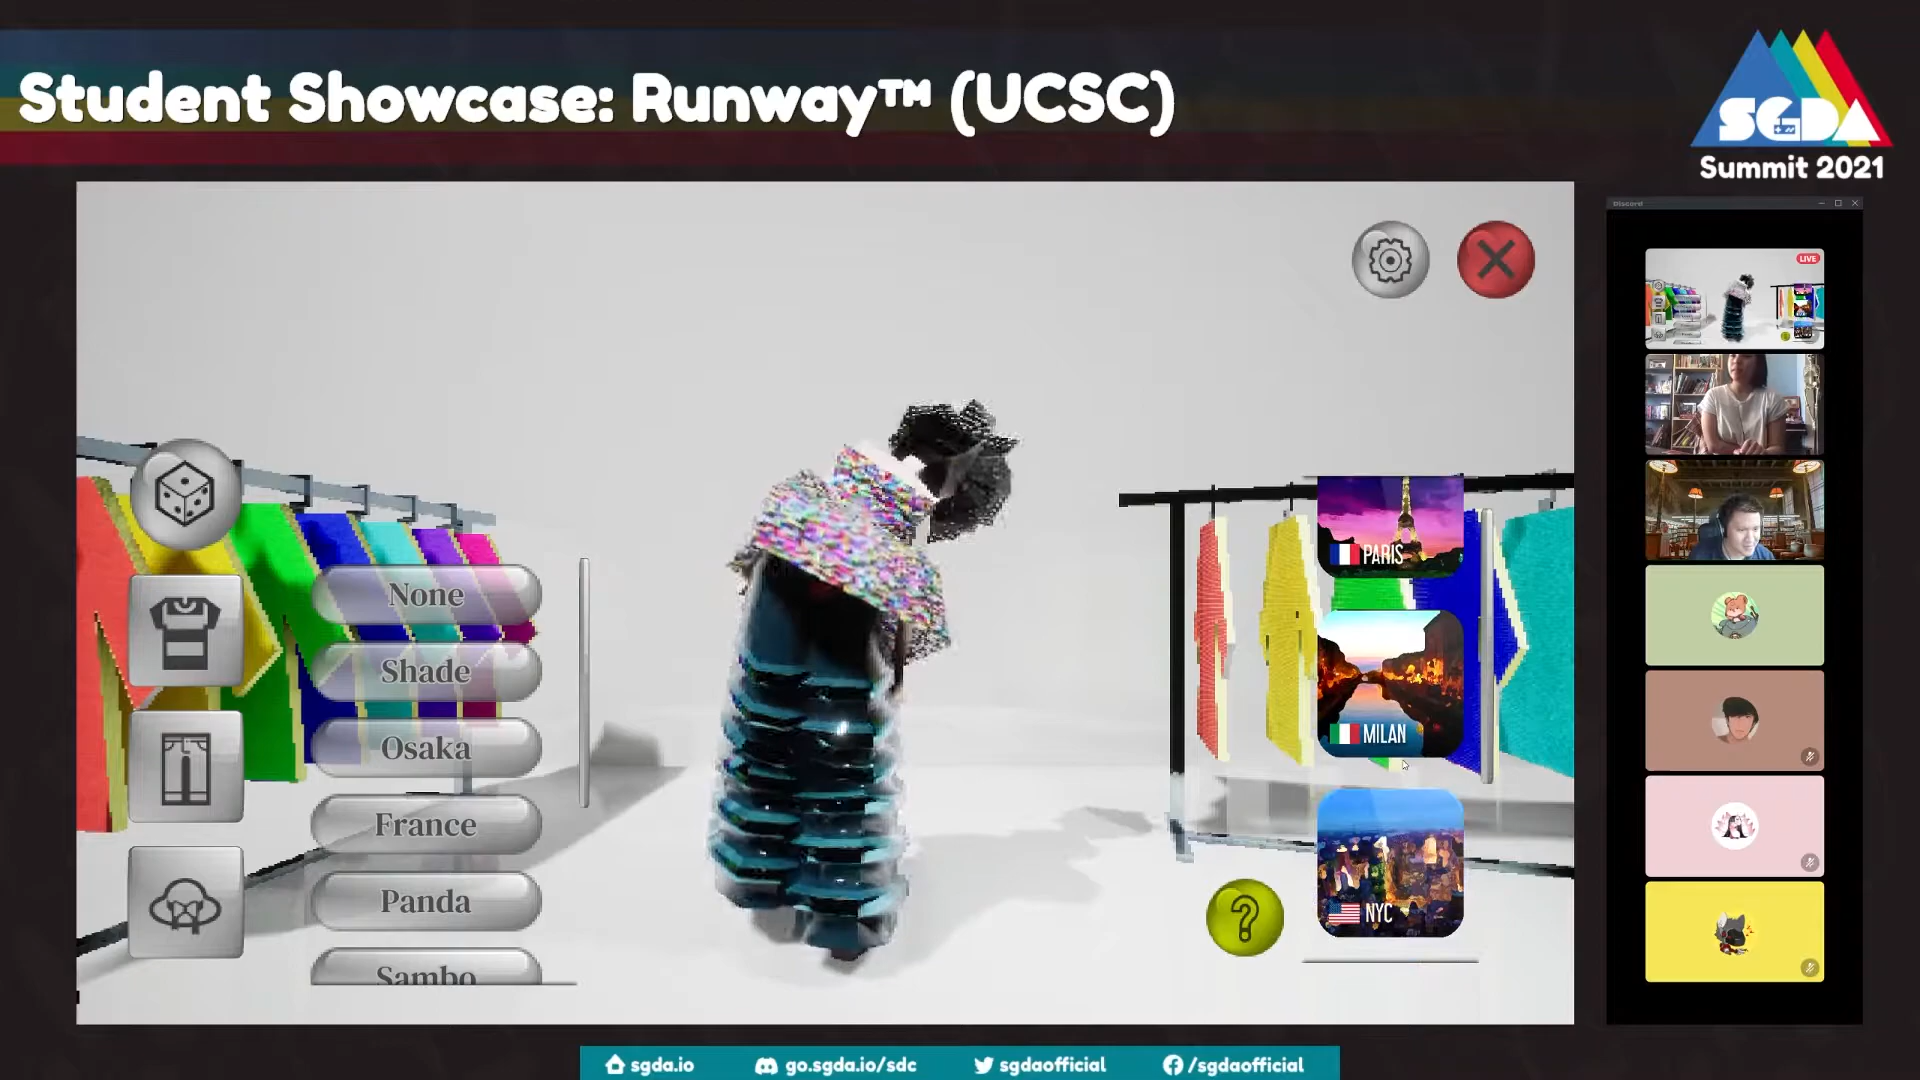 Student Showcase: Runway™ (UCSC)
SGDA
Summit 2021
Discord
LIVE
None
Shade
Osaka
France
Panda
Sambo
PARIS
MILAN
?
NYC
sgda.io
go.sgda.io/sdc
sgdaofficial
/sgdaofficial